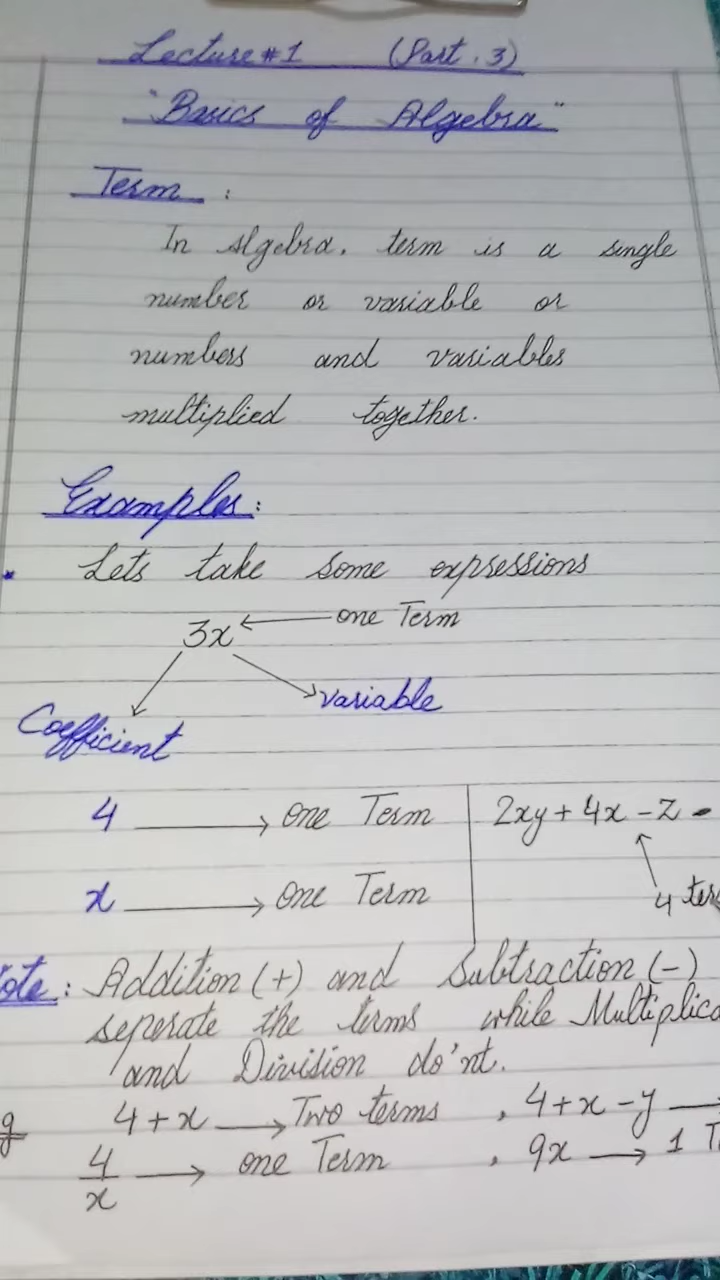 Lecture #1 (Part . 3)
"Basics of Algebra"
Term :
In Algebra, term is a single
number or variable or
numbers and variables
multiplied together.
Examples:
Lets take some expressions
3x ← one Term
variable
Coefficient
4 → one Term
x → one Term
2xy + 4x - z -
4
Addition (+) and Subtraction (-)
seperate the terms while
and Division do'nt.
4+x → Two terms , 4+x-y →
4/x → one Term , 9x → 1